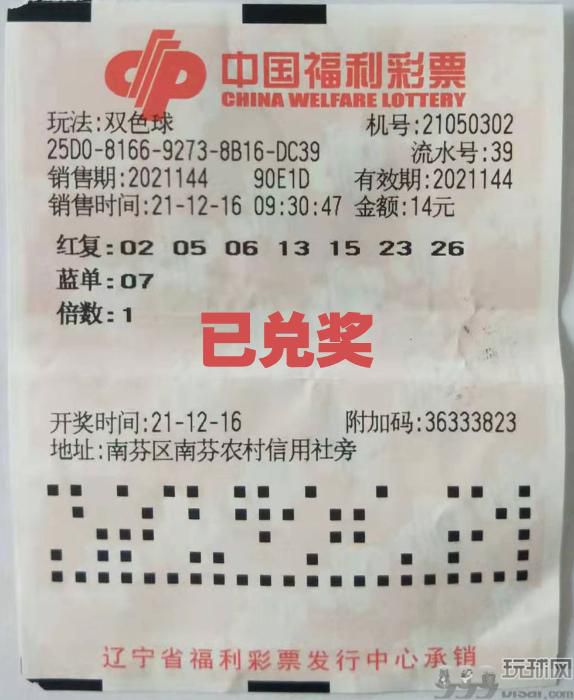 中国福利彩票
CHINA WELFARE LOTTERY
玩法:双色球 机号:21050302
25D0-8166-9273-8B16-DC39 流水号:39
销售期:2021144 90E1D 有效期:2021144
销售时间:21-12-16 09:30:47 金额:14元
红复:02 05 06 13 15 23 26
蓝单:07
倍数:1
已兑奖
开奖时间:21-12-16 附加码:36333823
地址:南芬区南芬农村信用社旁
辽宁省福利彩票发行中心承销
玩球网